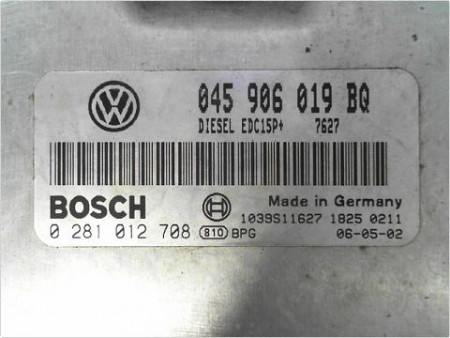 045 906 019 BQ
DIESEL EDC15P+ 7627
BOSCH
Made in Germany
1039S11627 1825 0211
0 281 012 708 810 BPG 06-05-02